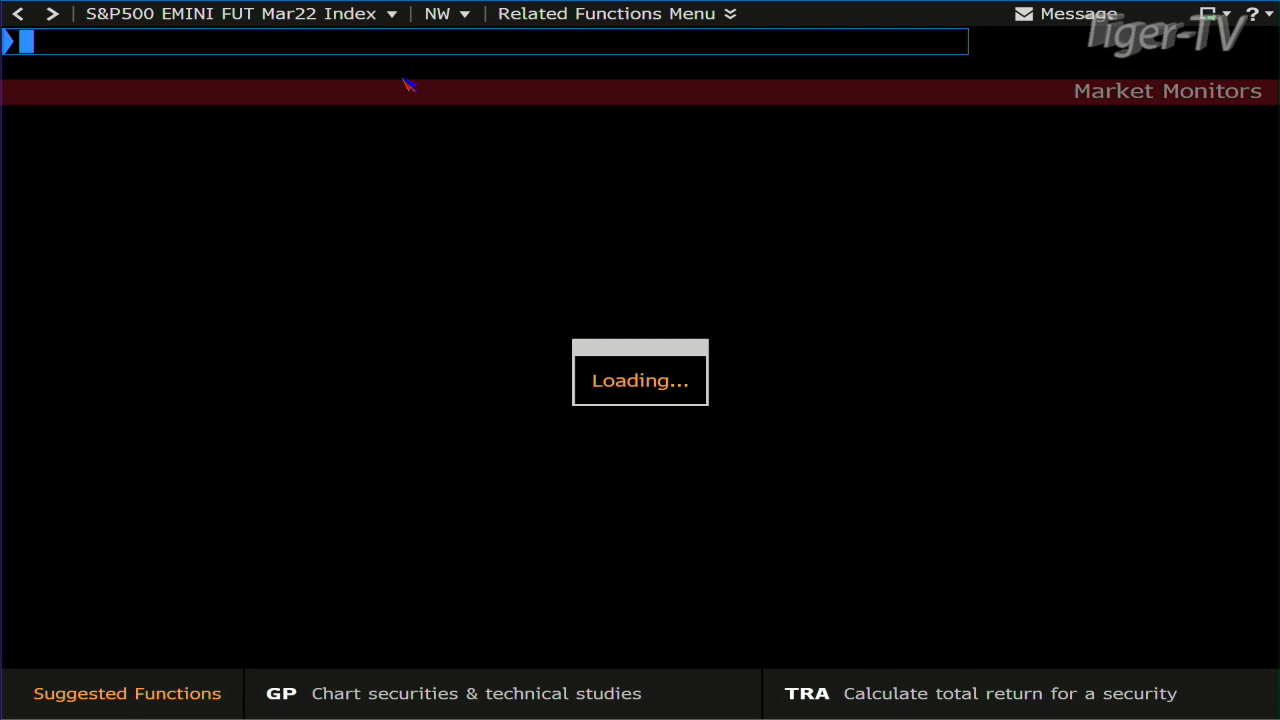 S&P500 EMINI FUT Mar22 Index | NW | Related Functions Menu Message ?
Tiger-TV
Market Monitors
Loading...
Suggested Functions GP Chart securities & technical studies TRA Calculate total return for a security